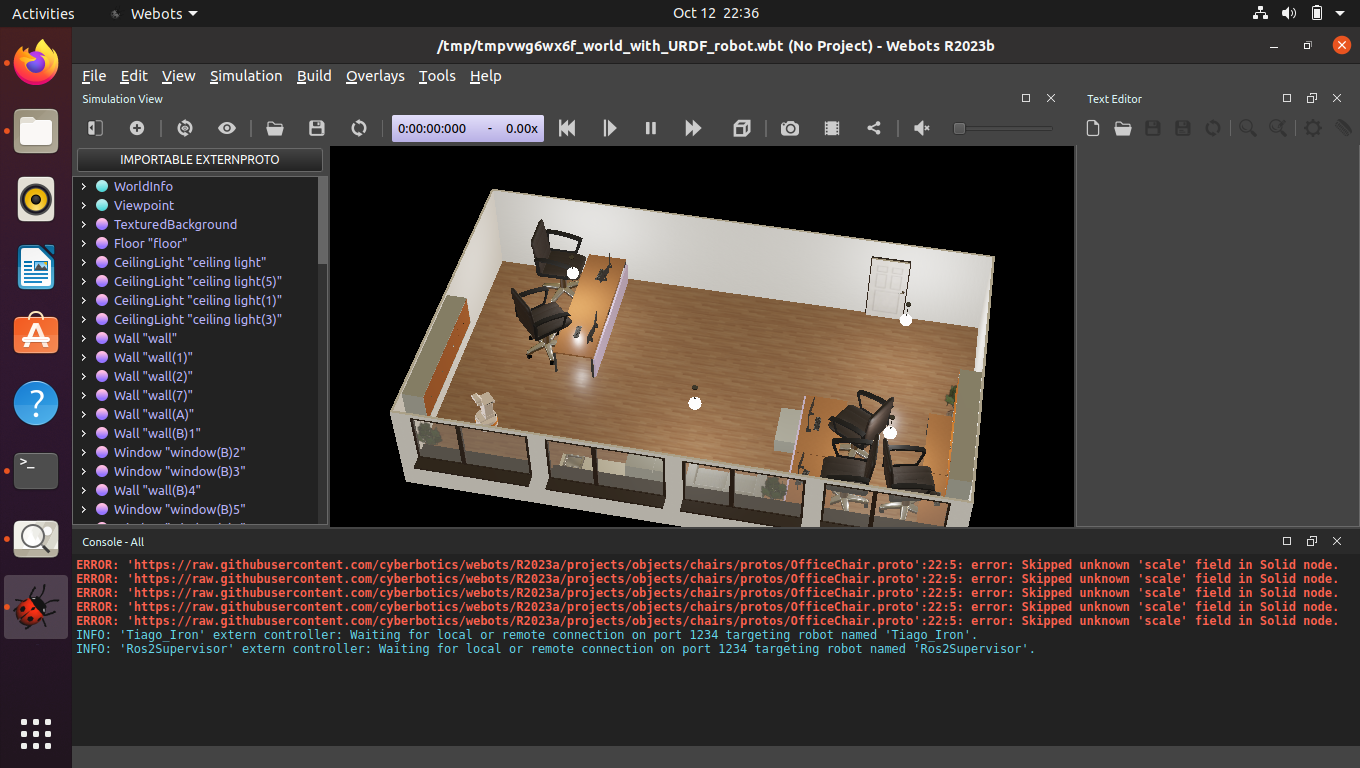 Activities
Webots
Oct 12 22:36
/tmp/tmpvwg6wx6f_world_with_URDF_robot.wbt (No Project) - Webots R2023b
File Edit View Simulation Build Overlays Tools Help
Simulation View
Text Editor
0:00:00:000 - 0.00x
IMPORTABLE EXTERNPROTO
WorldInfo
Viewpoint
TexturedBackground
Floor "floor"
CeilingLight "ceiling light"
CeilingLight "ceiling light(5)"
CeilingLight "ceiling light(1)"
CeilingLight "ceiling light(3)"
Wall "wall"
Wall "wall(1)"
Wall "wall(2)"
Wall "wall(7)"
Wall "wall(A)"
Wall "wall(B)1"
Window "window(B)2"
Window "window(B)3"
Wall "wall(B)4"
Window "window(B)5"
Console - All
ERROR: 'https://raw.githubusercontent.com/cyberbotics/webots/R2023a/projects/objects/chairs/protos/OfficeChair.proto':22:5: error: Skipped unknown 'scale' field in Solid node.
ERROR: 'https://raw.githubusercontent.com/cyberbotics/webots/R2023a/projects/objects/chairs/protos/OfficeChair.proto':22:5: error: Skipped unknown 'scale' field in Solid node.
ERROR: 'https://raw.githubusercontent.com/cyberbotics/webots/R2023a/projects/objects/chairs/protos/OfficeChair.proto':22:5: error: Skipped unknown 'scale' field in Solid node.
ERROR: 'https://raw.githubusercontent.com/cyberbotics/webots/R2023a/projects/objects/chairs/protos/OfficeChair.proto':22:5: error: Skipped unknown 'scale' field in Solid node.
ERROR: 'https://raw.githubusercontent.com/cyberbotics/webots/R2023a/projects/objects/chairs/protos/OfficeChair.proto':22:5: error: Skipped unknown 'scale' field in Solid node.
INFO: 'Tiago_Iron' extern controller: Waiting for local or remote connection on port 1234 targeting robot named 'Tiago_Iron'.
INFO: 'Ros2Supervisor' extern controller: Waiting for local or remote connection on port 1234 targeting robot named 'Ros2Supervisor'.